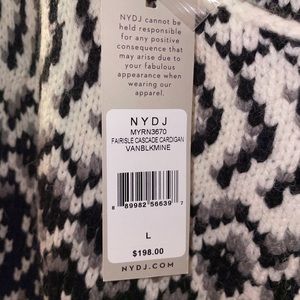 NYDJ cannot be
held responsible
for any positive
consequence that
may arise due to
your fabulous
appearance when
wearing our
apparel.
NYDJ
MYRN3670
FAIRISLE CASCADE CARDIGAN
VANBLKMINE
8 89982 56639 7
L
$198.00
NYDJ.COM